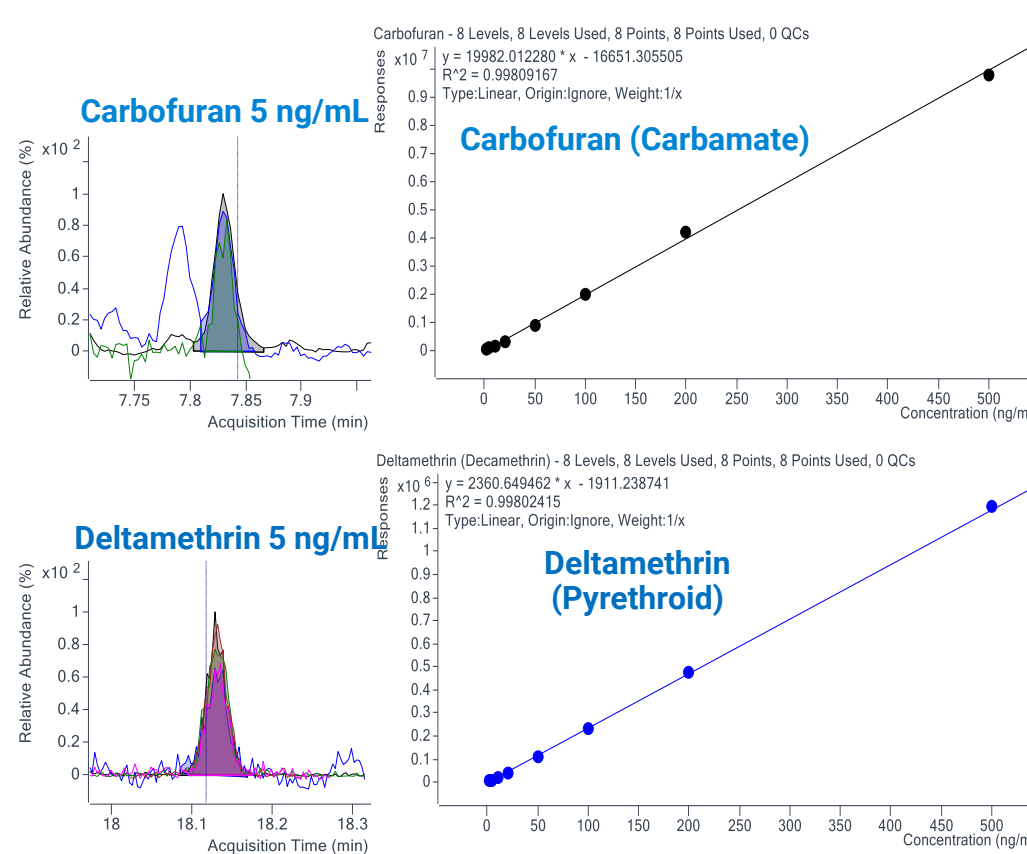 Carbofuran - 8 Levels, 8 Levels Used, 8 Points, 8 Points Used, 0 QCs
Carbofuran 5 ng/mL
Relative Abundance (%)
x10 2
1
0.8
0.6
0.4
0.2
0
7.75 7.8 7.85 7.9
Acquisition Time (min)
Responses
x10 7
y = 19982.012280 * x - 16651.305505
R^2 = 0.99809167
Type:Linear, Origin:Ignore, Weight:1/x
Carbofuran (Carbamate)
0.9
0.8
0.7
0.6
0.5
0.4
0.3
0.2
0.1
0
0 50 100 150 200 250 300 350 400 450 500
Concentration (ng/m
Deltamethrin (Decamethrin) - 8 Levels, 8 Levels Used, 8 Points, 8 Points Used, 0 QCs
Deltamethrin 5 ng/mL
Relative Abundance (%)
x10 2
1
0.8
0.6
0.4
0.2
0
18 18.1 18.2 18.3
Acquisition Time (min)
Responses
x10 6
y = 2360.649462 * x - 1911.238741
R^2 = 0.99802415
Type:Linear, Origin:Ignore, Weight:1/x
Deltamethrin
(Pyrethroid)
1.2
1.1
1
0.9
0.8
0.7
0.6
0.5
0.4
0.3
0.2
0.1
0
0 50 100 150 200 250 300 350 400 450 500
Concentration (ng/m